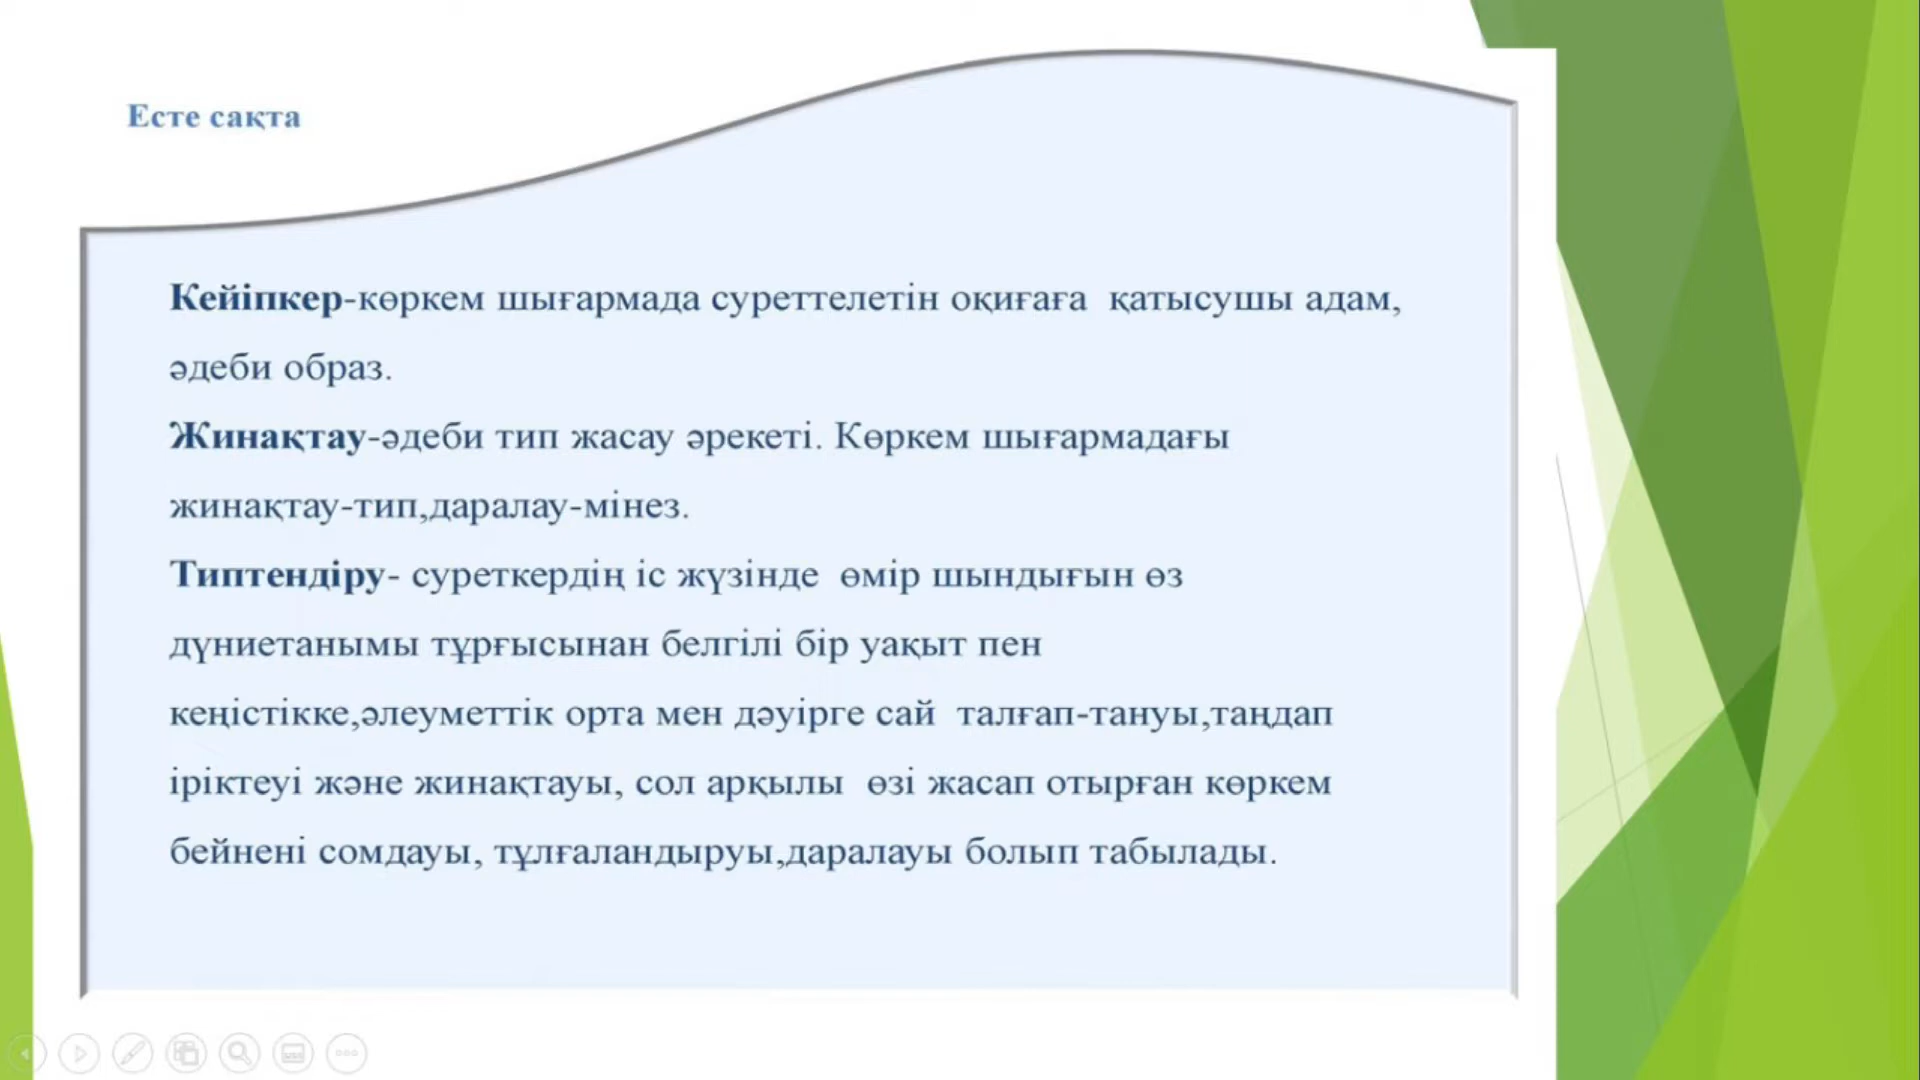 Есте сақта
Кейіпкер-көркем шығармада суреттелетін оқиғаға  қатысушы адам,
әдеби образ.
Жинақтау-әдеби тип жасау әрекеті. Көркем шығармадағы
жинақтау-тип,даралау-мінез.
Типтендіру- суреткердің іс жүзінде  өмір шындығын өз
дүниетанымы тұрғысынан белгілі бір уақыт пен
кеңістікке,әлеуметтік орта мен дәуірге сай  талғап-тануы,таңдап
іріктеуі және жинақтауы, сол арқылы  өзі жасап отырған көркем
бейнені сомдауы, тұлғаландыруы,даралауы болып табылады.